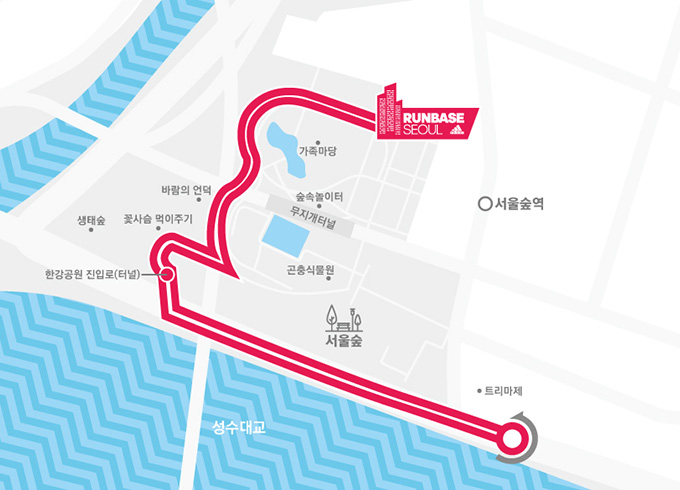 RUNBASE
SEOUL
가족마당
바람의 언덕
숲속놀이터
서울숲역
생태숲
꽃사슴 먹이주기
무지개터널
한강공원 진입로(터널)
곤충식물원
서울숲
트리마제
성수대교